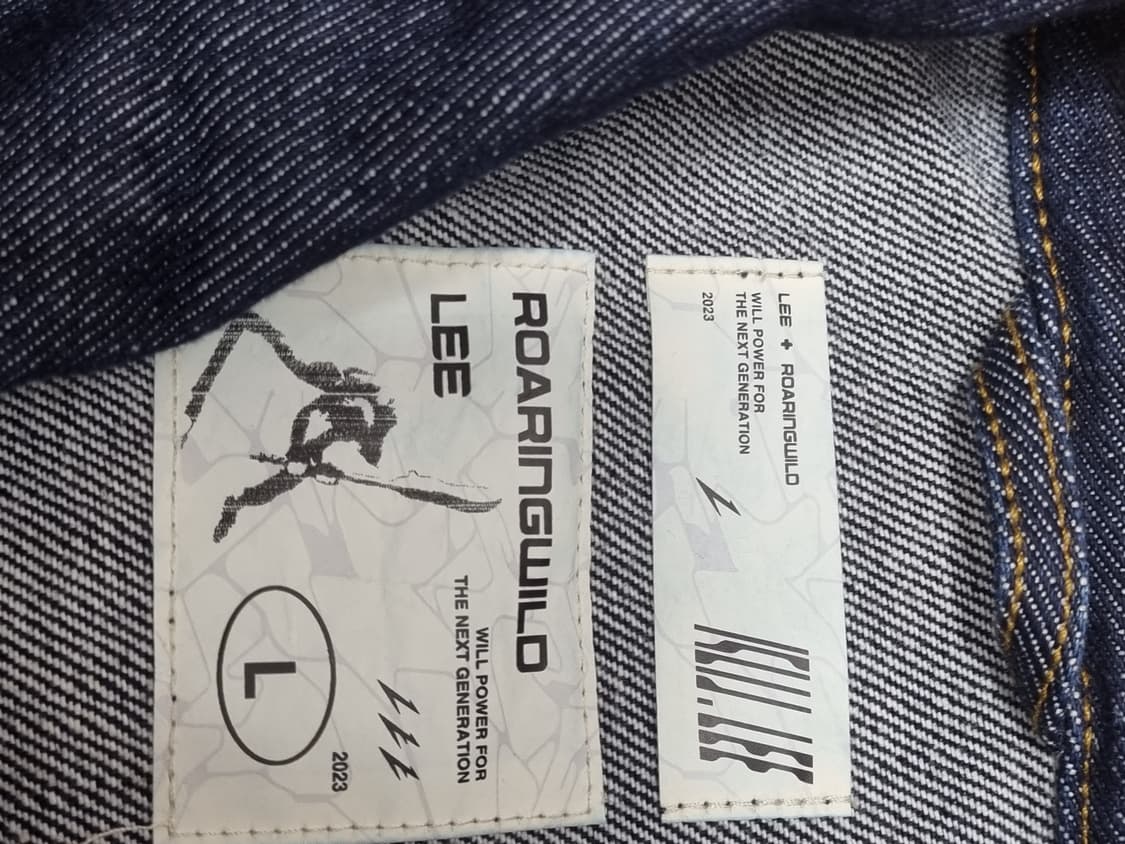 LEE + ROARINGWILD
WILL POWER FOR
THE NEXT GENERATION
2023
ROARINGWILD
LEE
WILL POWER FOR
THE NEXT GENERATION
2023
L